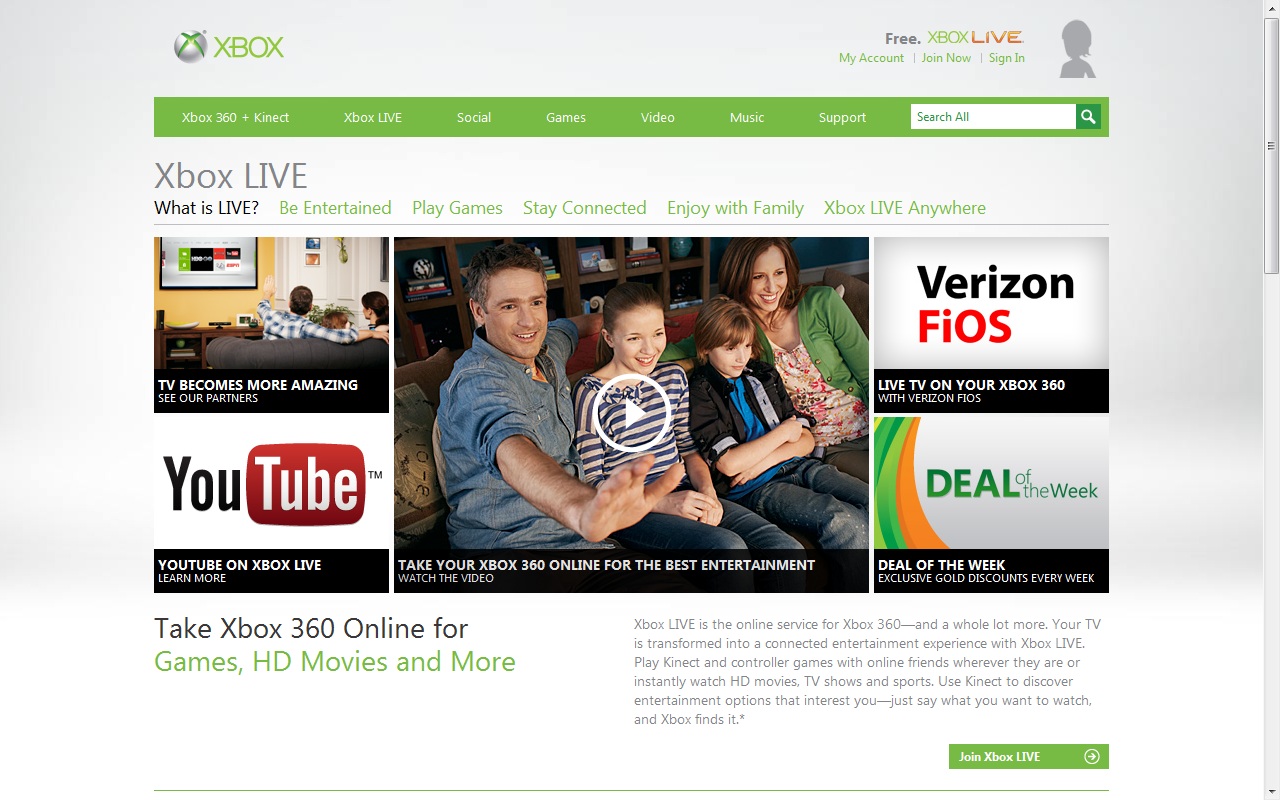 XBOX
Free. XBOX LIVE
My Account | Join Now | Sign In
Xbox 360 + Kinect Xbox LIVE Social Games Video Music Support Search All
Xbox LIVE
What is LIVE? Be Entertained Play Games Stay Connected Enjoy with Family Xbox LIVE Anywhere
TV BECOMES MORE AMAZING
SEE OUR PARTNERS
YouTube™
YOUTUBE ON XBOX LIVE
LEARN MORE
TAKE YOUR XBOX 360 ONLINE FOR THE BEST ENTERTAINMENT
WATCH THE VIDEO
Verizon
FiOS
LIVE TV ON YOUR XBOX 360
WITH VERIZON FIOS
DEAL of the Week
DEAL OF THE WEEK
EXCLUSIVE GOLD DISCOUNTS EVERY WEEK
Take Xbox 360 Online for
Games, HD Movies and More
Xbox LIVE is the online service for Xbox 360—and a whole lot more. Your TV
is transformed into a connected entertainment experience with Xbox LIVE.
Play Kinect and controller games with online friends wherever they are or
instantly watch HD movies, TV shows and sports. Use Kinect to discover
entertainment options that interest you—just say what you want to watch,
and Xbox finds it.*
Join Xbox LIVE